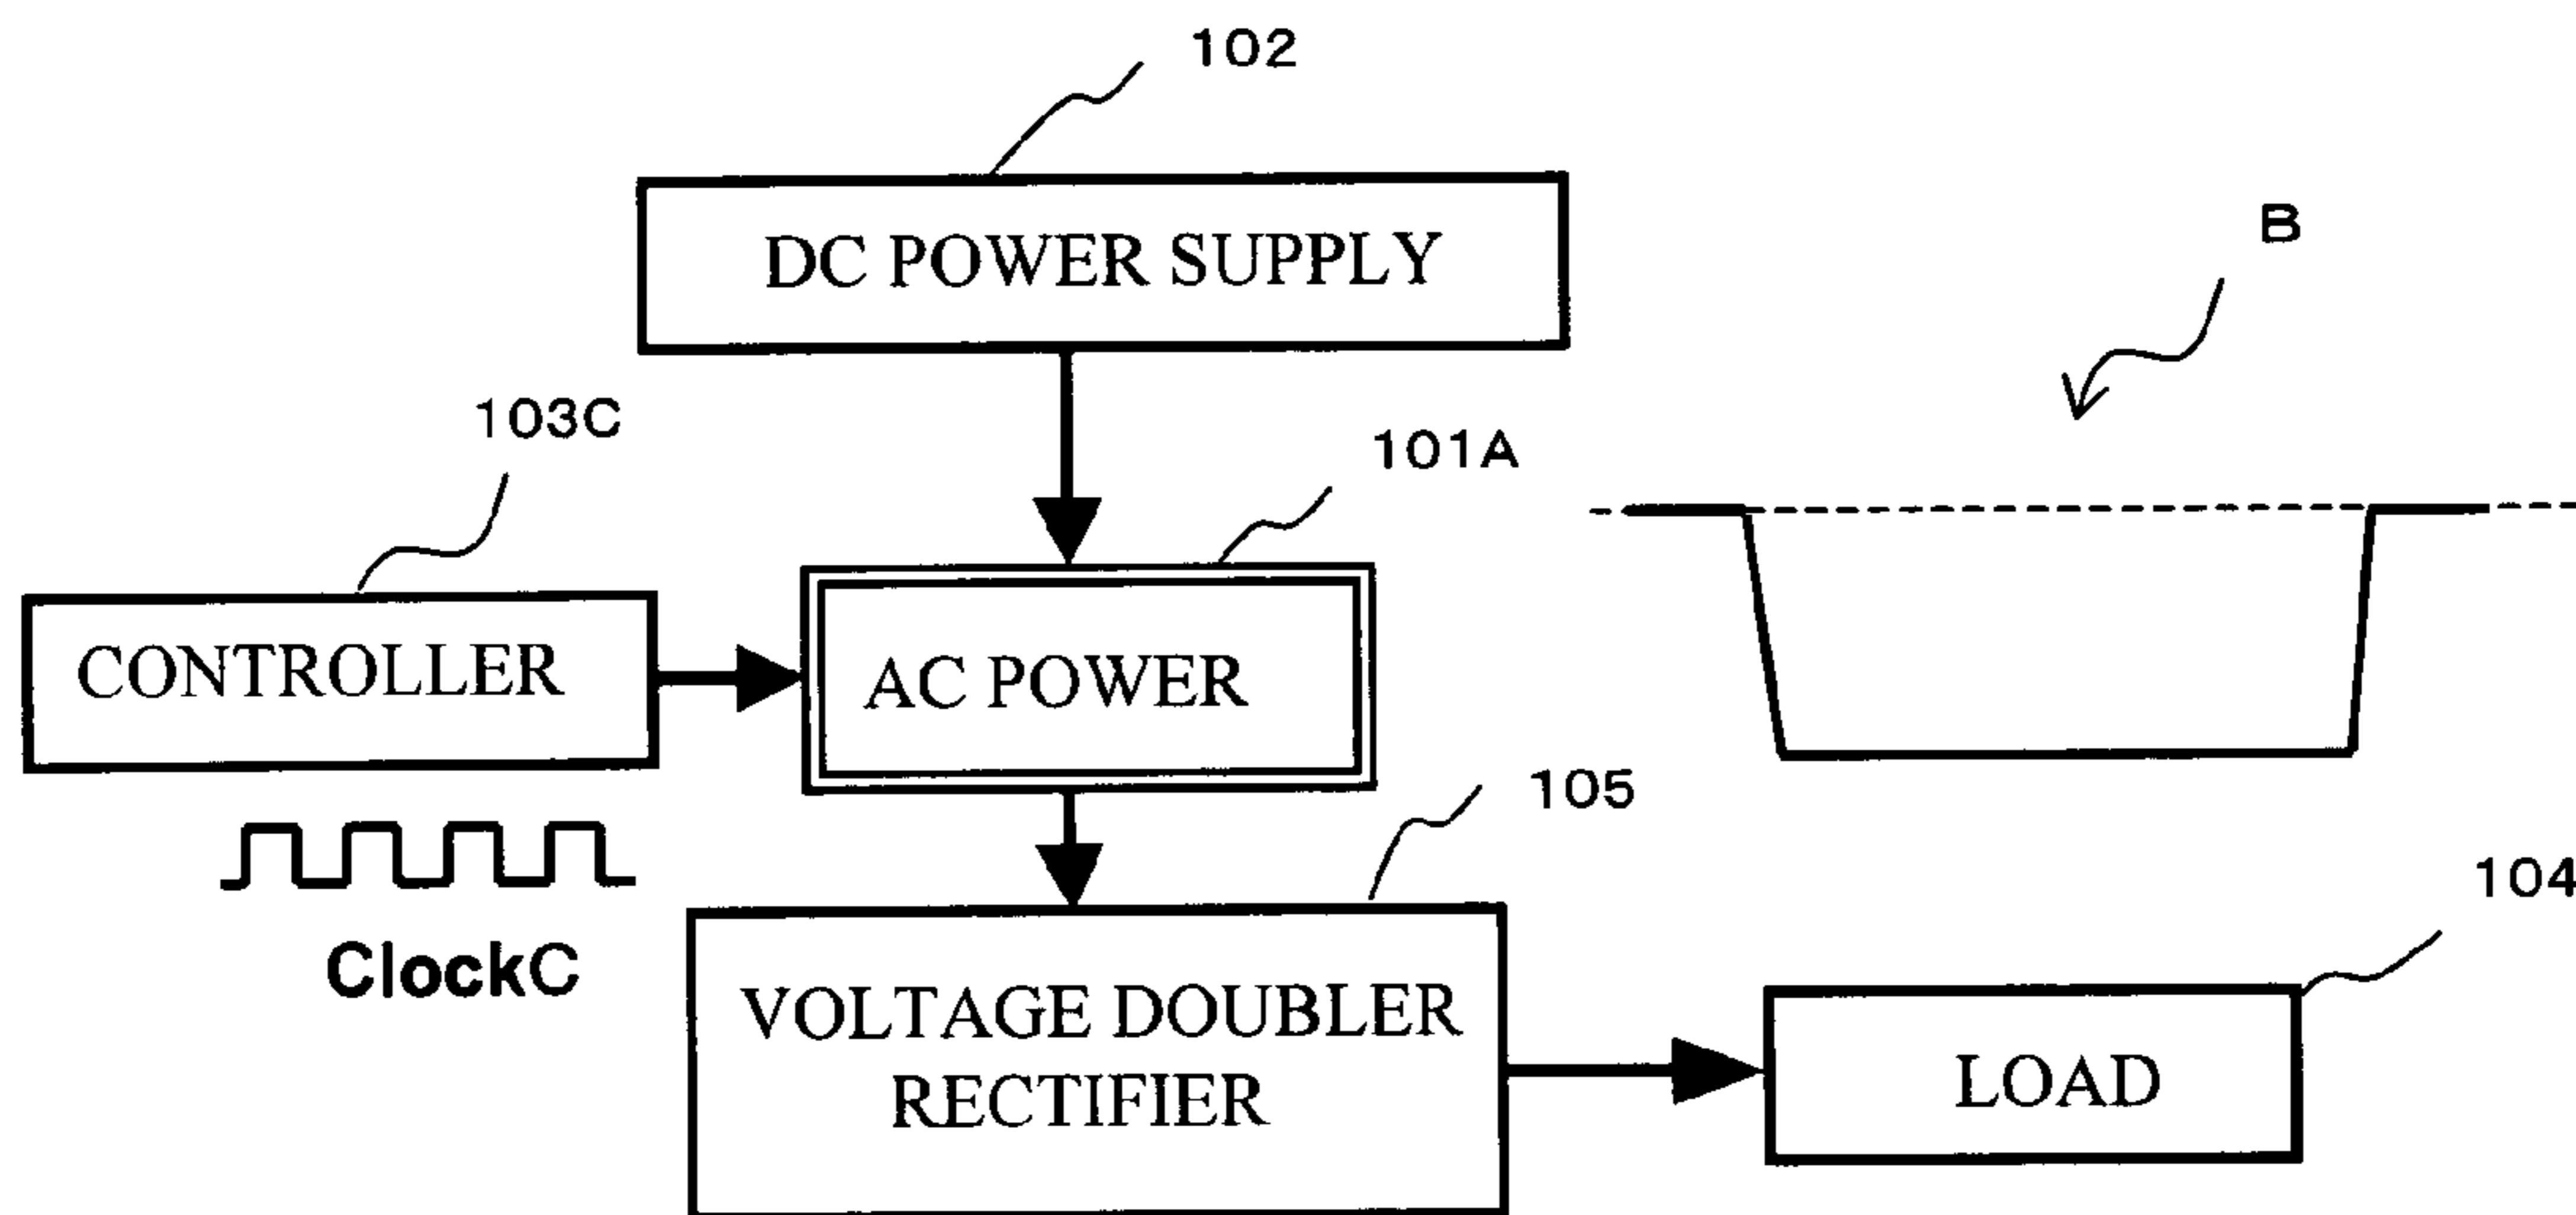 102
DC POWER SUPPLY
B
103C
101A
CONTROLLER
AC POWER
105
ClockC
104
VOLTAGE DOUBLER
RECTIFIER
LOAD